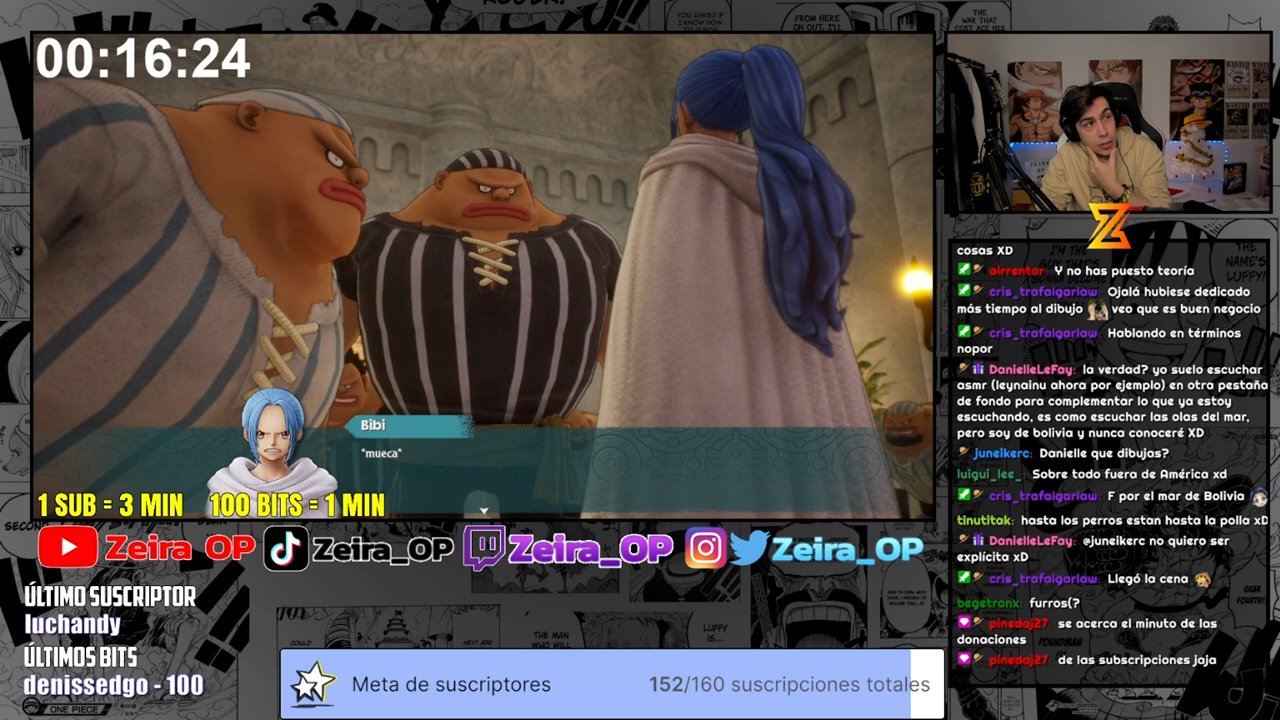 00:16:24
Bibi
*mueca*
1 SUB = 3 MIN 100 BITS = 1 MIN
Zeira OP Zeira_OP Zeira_OP Zeira_OP
ÚLTIMO SUSCRIPTOR
luchandy
ÚLTIMOS BITS
denissedgo - 100
Meta de suscriptores 152/160 suscripciones totales
cosas XD
airrentor: Y no has puesto teoría
cris_trafalgarlaw: Ojalá hubiese dedicado
más tiempo al dibujo veo que es buen negocio
cris_trafalgarlaw: Hablando en términos
nopor
DanielleLeFay: la verdad? yo suelo escuchar
asmr (leynainu ahora por ejemplo) en otra pestaña
de fondo para complementar lo que ya estoy
escuchando, es como escuchar las olas del mar,
pero soy de bolivia y nunca conoceré XD
juneikerc: Danielle que dibujas?
luigui_lee_: Sobre todo fuera de América xd
cris_trafalgarlaw: F por el mar de Bolivia
tinutitak: hasta los perros estan hasta la polla xD
DanielleLeFay: @juneikerc no quiero ser
explícita xD
cris_trafalgarlaw: Llegó la cena
begetronx: furros(?
pinedaj27: se acerca el minuto de las
donaciones
pinedaj27: de las subscripciones jaja
ONE PIECE